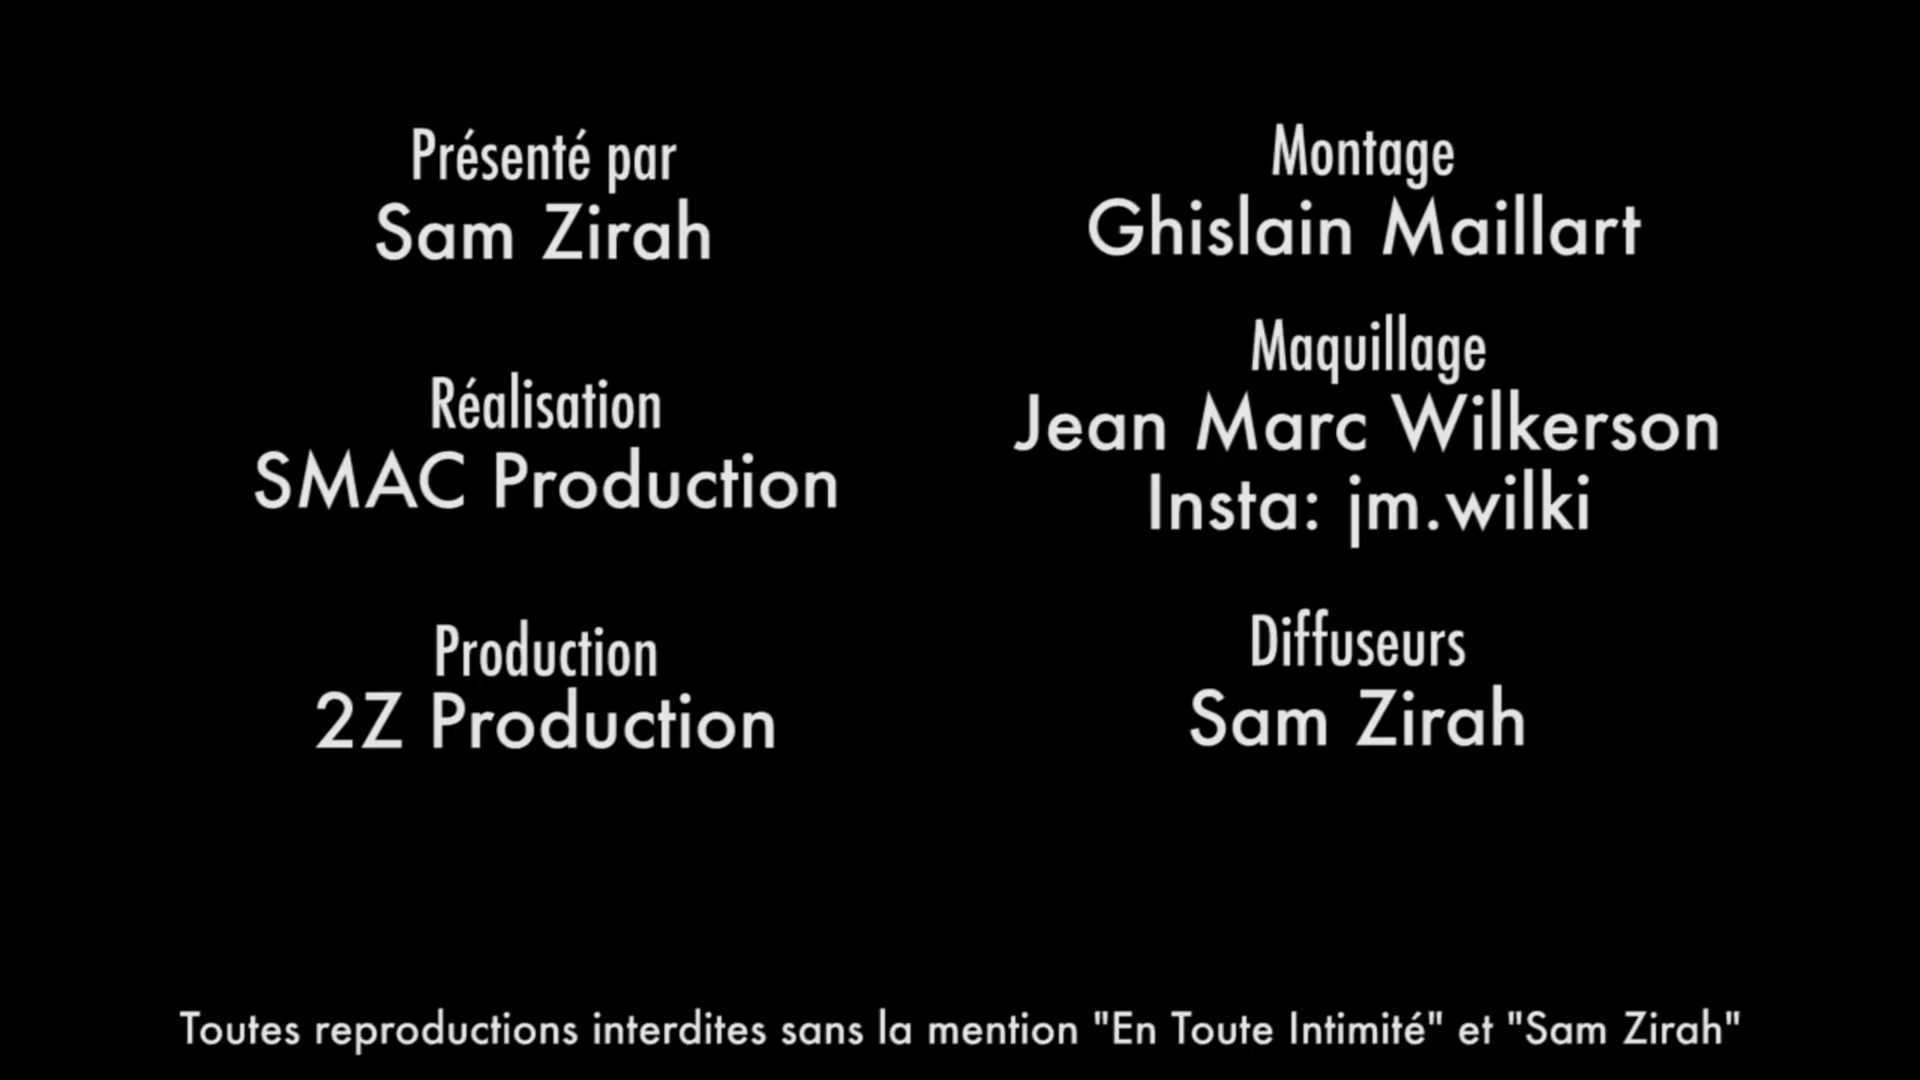 Présenté par
Sam Zirah
Réalisation
SMAC Production
Production
2Z Production
Montage
Ghislain Maillart
Maquillage
Jean Marc Wilkerson
Insta: jm.wilki
Diffuseurs
Sam Zirah
Toutes reproductions interdites sans la mention "En Toute Intimité" et "Sam Zirah"